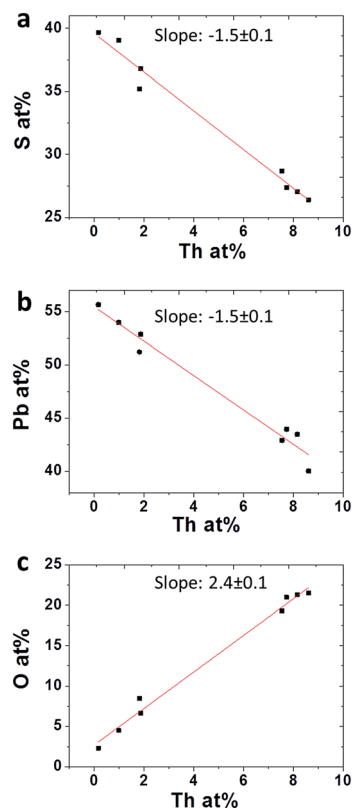 a
Slope: -1.5±0.1
40
35
30
25
S at%
0 2 4 6 8 10
Th at%
b
Slope: -1.5±0.1
55
50
45
40
Pb at%
0 2 4 6 8 10
Th at%
c
Slope: 2.4±0.1
25
20
15
10
5
0
O at%
0 2 4 6 8 10
Th at%